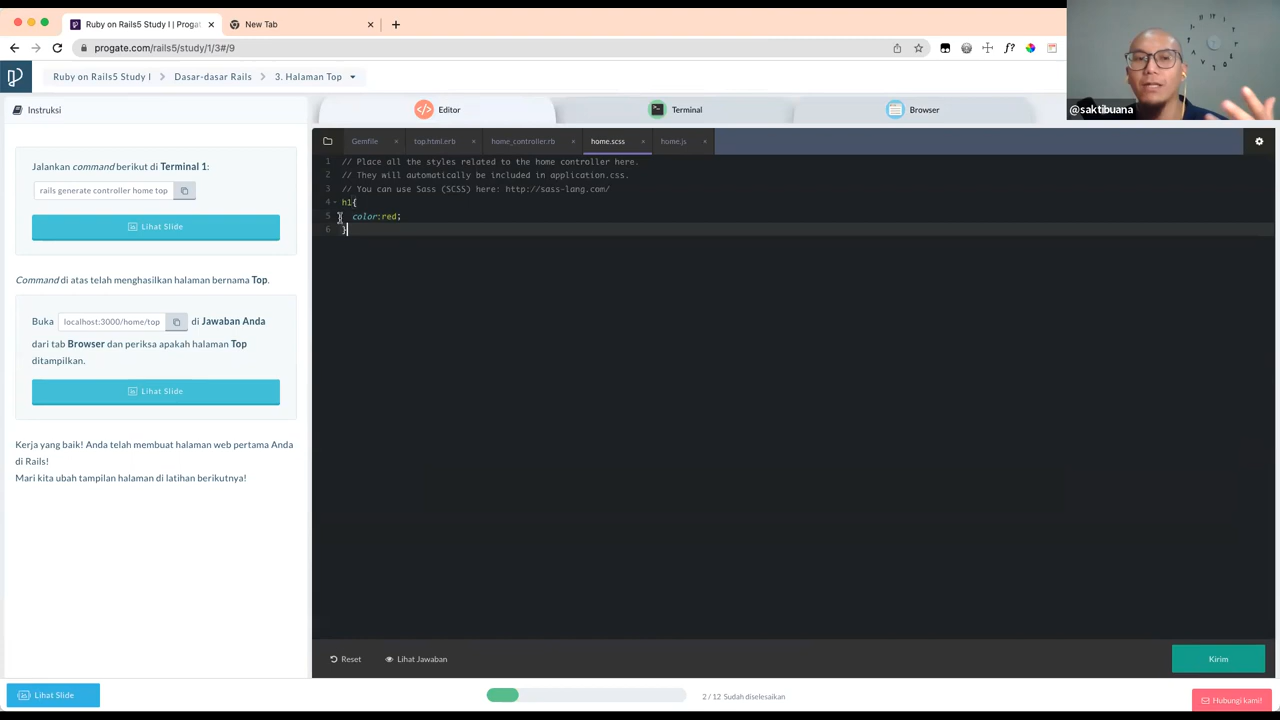 Ruby on Rails5 Study I | Progate
New Tab
progate.com/rails5/study/1/3#/9
Ruby on Rails5 Study I
Dasar-dasar Rails
3. Halaman Top
@saktibuana
Instruksi
Editor
Terminal
Browser
Gemfile
top.html.erb
home_controller.rb
home.scss
home.js
Jalankan command berikut di Terminal 1:
rails generate controller home top
Lihat Slide
Command di atas telah menghasilkan halaman bernama Top.
Buka localhost:3000/home/top di Jawaban Anda
dari tab Browser dan periksa apakah halaman Top
ditampilkan.
Lihat Slide
Kerja yang baik! Anda telah membuat halaman web pertama Anda
di Rails!
Mari kita ubah tampilan halaman di latihan berikutnya!
1 // Place all the styles related to the home controller here.
2 // They will automatically be included in application.css.
3 // You can use Sass (SCSS) here: http://sass-lang.com/
4 h1{
5 color:red;
6 }
Reset
Lihat Jawaban
Kirim
Lihat Slide
2 / 12 Sudah diselesaikan
Hubungi kami!